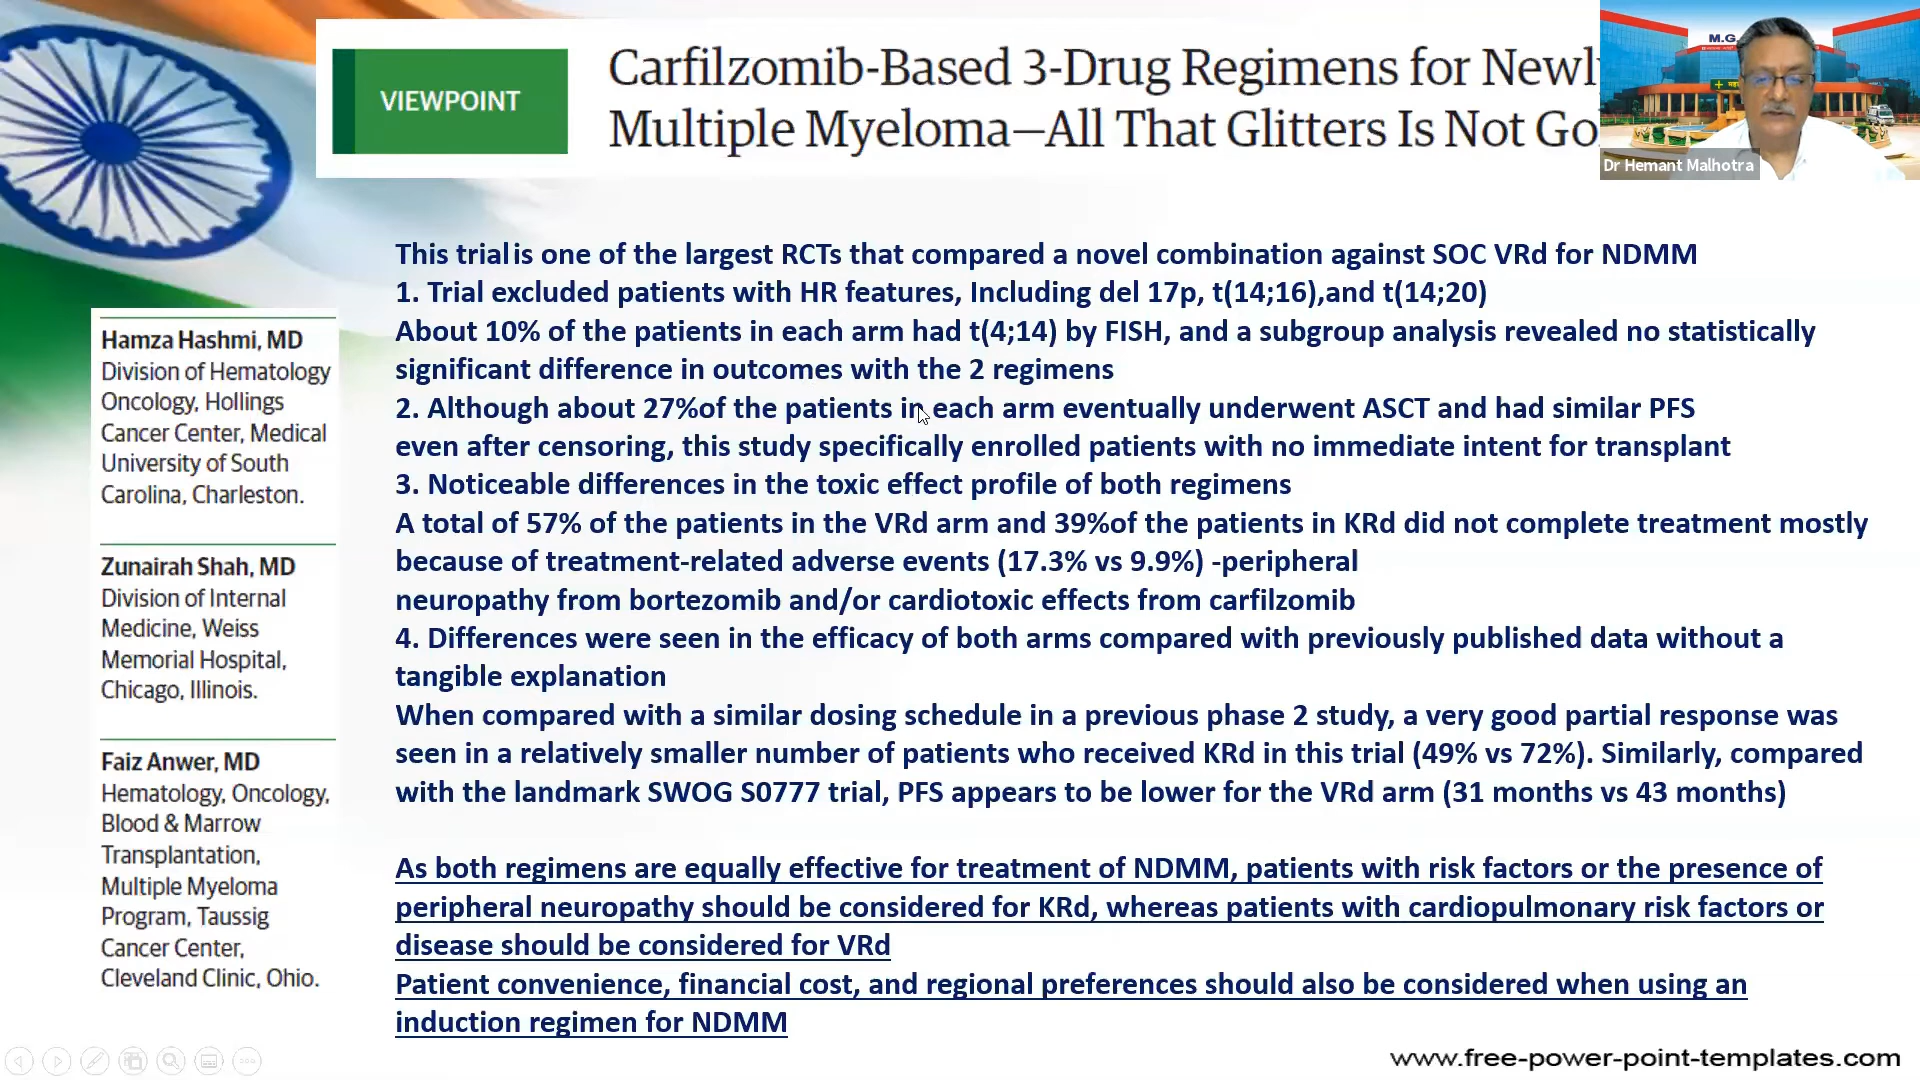 VIEWPOINT
Carfilzomib-Based 3-Drug Regimens for Newl
Multiple Myeloma—All That Glitters Is Not Go
M.G.
Dr Hemant Malhotra
Hamza Hashmi, MD
Division of Hematology
Oncology, Hollings
Cancer Center, Medical
University of South
Carolina, Charleston.
Zunairah Shah, MD
Division of Internal
Medicine, Weiss
Memorial Hospital,
Chicago, Illinois.
Faiz Anwer, MD
Hematology, Oncology,
Blood & Marrow
Transplantation,
Multiple Myeloma
Program, Taussig
Cancer Center,
Cleveland Clinic, Ohio.
This trial is one of the largest RCTs that compared a novel combination against SOC VRd for NDMM
1. Trial excluded patients with HR features, Including del 17p, t(14;16),and t(14;20)
About 10% of the patients in each arm had t(4;14) by FISH, and a subgroup analysis revealed no statistically
significant difference in outcomes with the 2 regimens
2. Although about 27%of the patients in each arm eventually underwent ASCT and had similar PFS
even after censoring, this study specifically enrolled patients with no immediate intent for transplant
3. Noticeable differences in the toxic effect profile of both regimens
A total of 57% of the patients in the VRd arm and 39%of the patients in KRd did not complete treatment mostly
because of treatment-related adverse events (17.3% vs 9.9%) -peripheral
neuropathy from bortezomib and/or cardiotoxic effects from carfilzomib
4. Differences were seen in the efficacy of both arms compared with previously published data without a
tangible explanation
When compared with a similar dosing schedule in a previous phase 2 study, a very good partial response was
seen in a relatively smaller number of patients who received KRd in this trial (49% vs 72%). Similarly, compared
with the landmark SWOG S0777 trial, PFS appears to be lower for the VRd arm (31 months vs 43 months)
As both regimens are equally effective for treatment of NDMM, patients with risk factors or the presence of
peripheral neuropathy should be considered for KRd, whereas patients with cardiopulmonary risk factors or
disease should be considered for VRd
Patient convenience, financial cost, and regional preferences should also be considered when using an
induction regimen for NDMM
www.free-power-point-templates.com